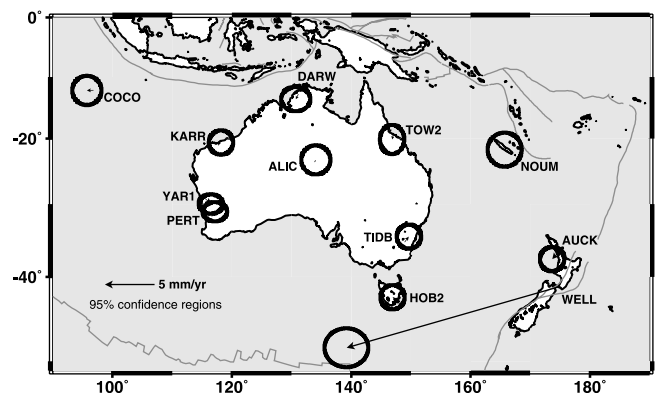 0°
DARW
COCO
TOW2
-20°
KARR
ALIC
NOUM
YAR1
PERT
TIDB
AUCK
-40°
5 mm/yr
HOB2
WELL
95% confidence regions
100 120 140 160 180